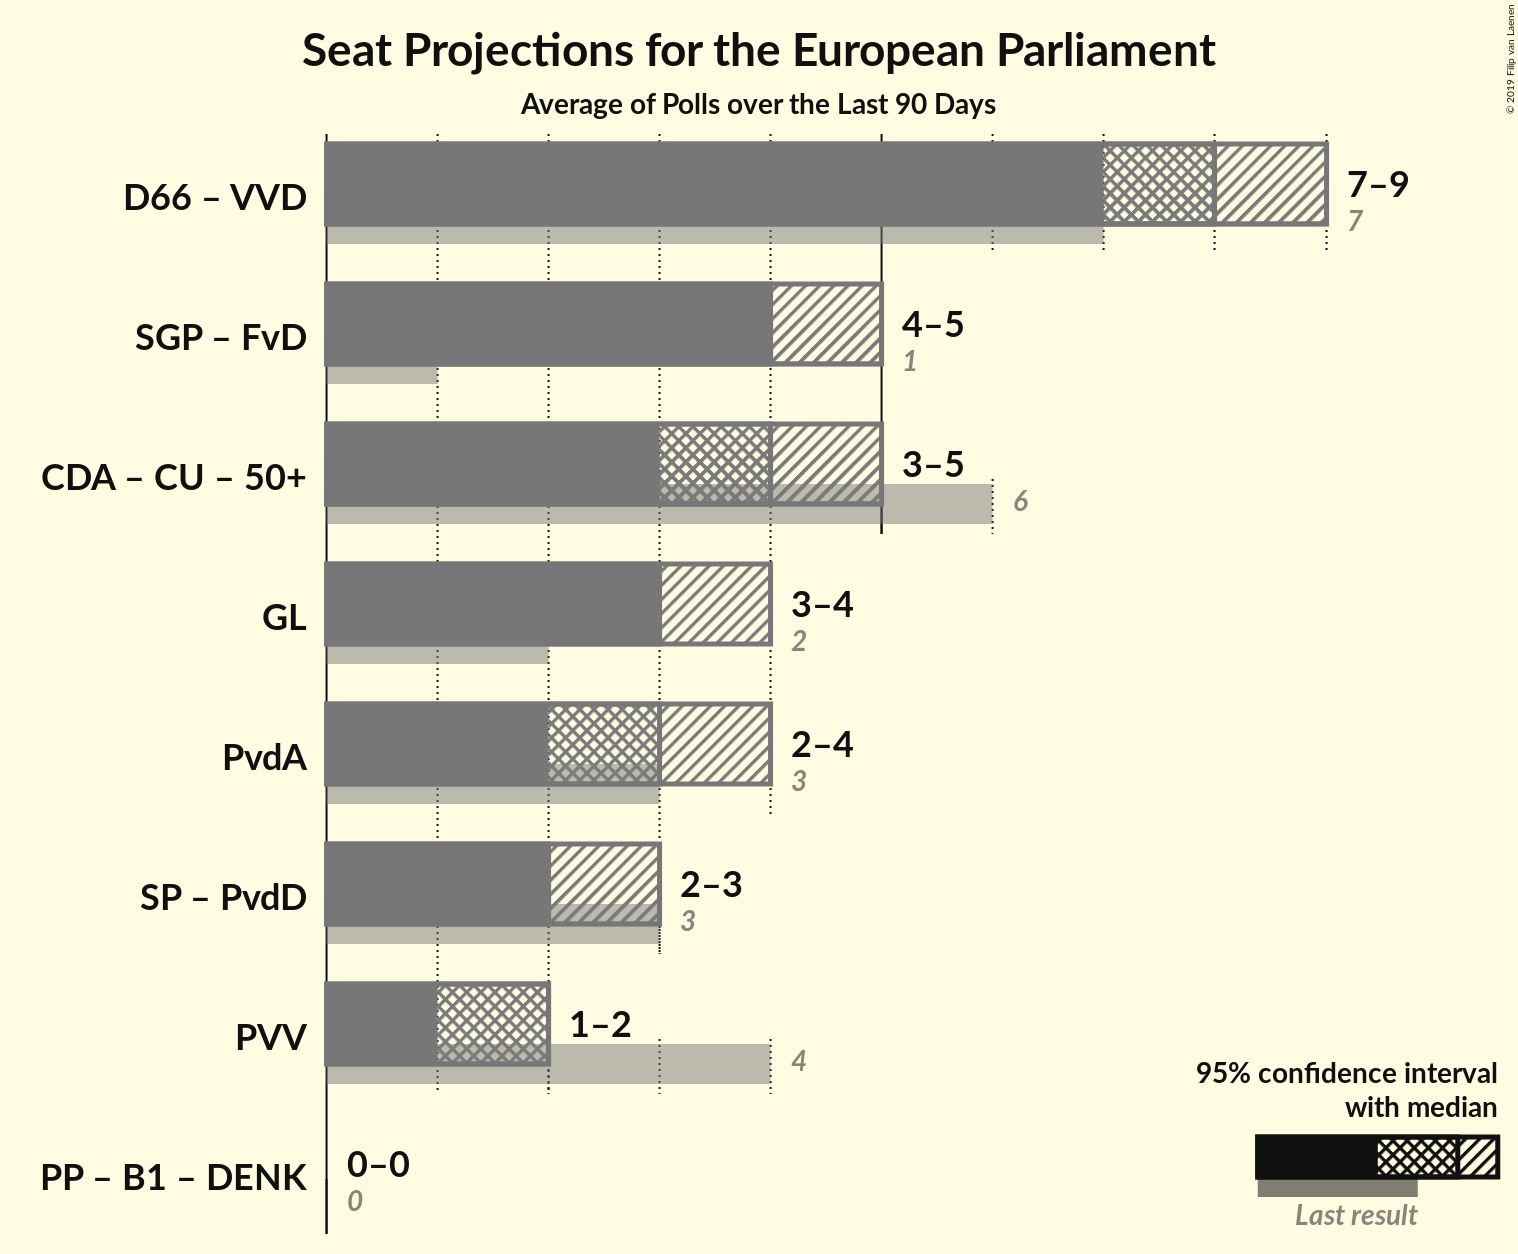 Seat Projections for the European Parliament
Average of Polls over the Last 90 Days
© 2019 Filip van Laenen
D66 – VVD
7–9
7
SGP – FvD
4–5
1
CDA – CU – 50+
3–5
6
GL
3–4
2
PvdA
2–4
3
SP – PvdD
2–3
3
PVV
1–2
4
PP – B1 – DENK
0–0
0
95% confidence interval
with median
Last result